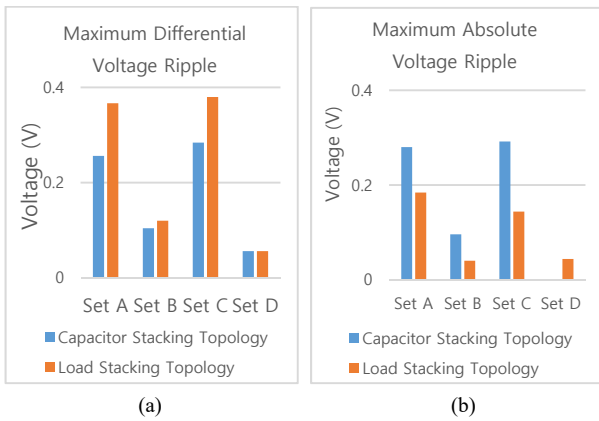 Maximum Differential
Voltage Ripple
0.4
0.2
0
Voltage (V)
Set A Set B Set C Set D
Capacitor Stacking Topology
Load Stacking Topology
(a)
Maximum Absolute
Voltage Ripple
0.4
0.2
0
Voltage (V)
Set A Set B Set C Set D
Capacitor Stacking Topology
Load Stacking Topology
(b)